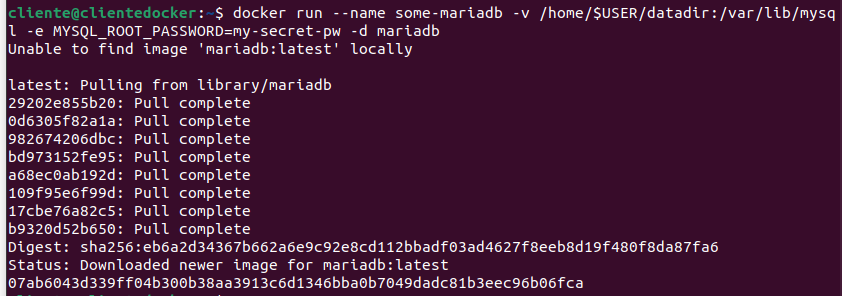 cliente@clientedocker:~$ docker run --name some-mariadb -v /home/$USER/datadir:/var/lib/mysq
l -e MYSQL_ROOT_PASSWORD=my-secret-pw -d mariadb
Unable to find image 'mariadb:latest' locally
latest: Pulling from library/mariadb
29202e855b20: Pull complete
0d6305f82a1a: Pull complete
982674206dbc: Pull complete
bd973152fe95: Pull complete
a68ec0ab192d: Pull complete
109f95e6f99d: Pull complete
17cbe76a82c5: Pull complete
b9320d52b650: Pull complete
Digest: sha256:eb6a2d34367b662a6e9c92e8cd112bbadf03ad4627f8eeb8d19f480f8da87fa6
Status: Downloaded newer image for mariadb:latest
07ab6043d339ff04b300b38aa3913c6d1346bba0b7049dadc81b3eec96b06fca